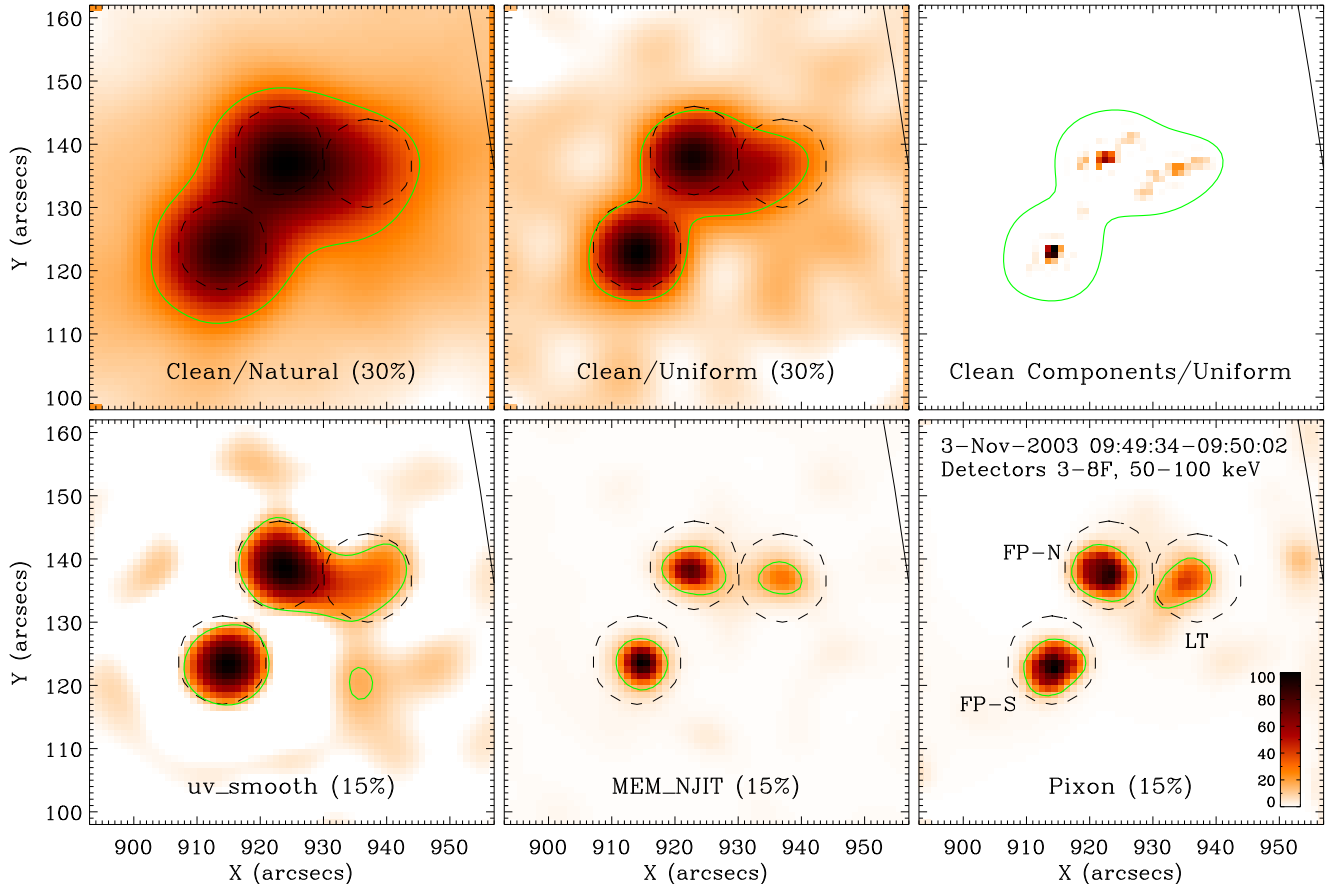 160
150
140
130
120
110
100
Y (arcsecs)
Clean/Natural (30%)
Clean/Uniform (30%)
Clean Components/Uniform
160
150
140
130
120
110
100
Y (arcsecs)
uv_smooth (15%)
MEM_NJIT (15%)
3-Nov-2003 09:49:34-09:50:02
Detectors 3-8F, 50-100 keV
FP-N
LT
FP-S
Pixon (15%)
100
80
60
40
20
0
900 910 920 930 940 950
X (arcsecs)
900 910 920 930 940 950
X (arcsecs)
900 910 920 930 940 950
X (arcsecs)